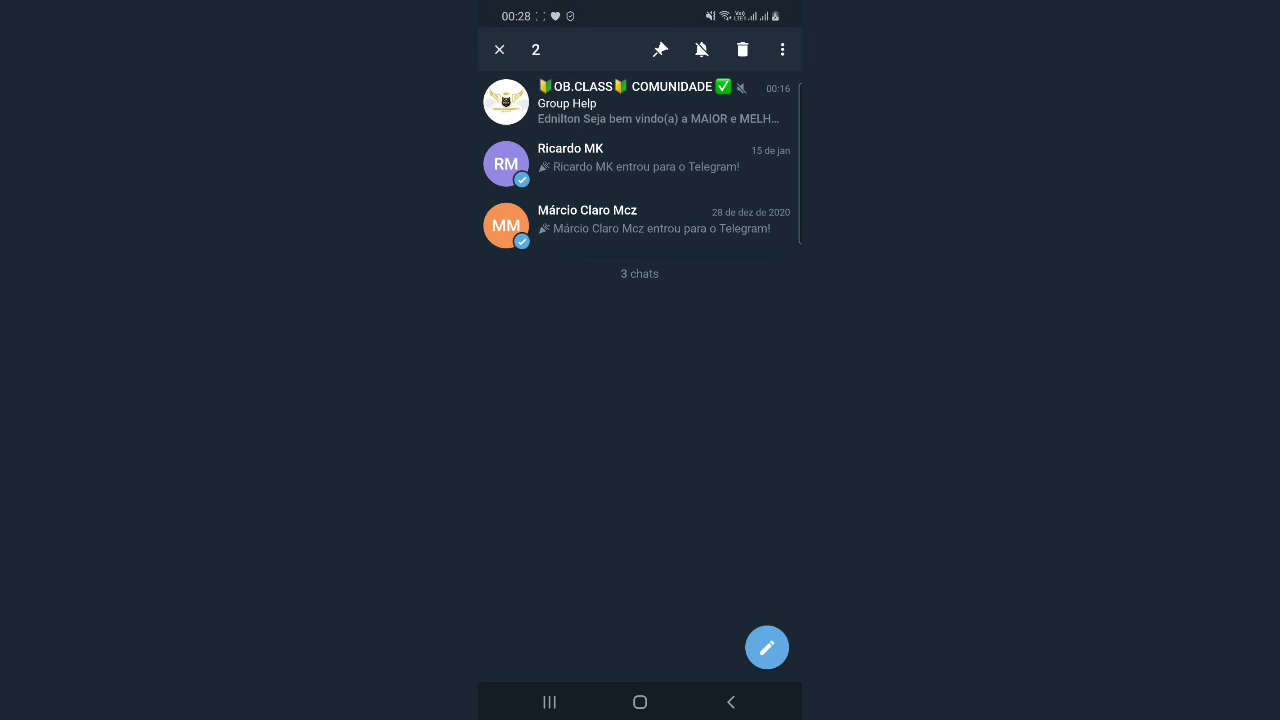 00:28
2
🔰OB.CLASS🔰 COMUNIDADE ✅ 00:16
Group Help
Ednilton Seja bem vindo(a) a MAIOR e MELH...
RM
Ricardo MK 15 de jan
🎉 Ricardo MK entrou para o Telegram!
MM
Márcio Claro Mcz 28 de dez de 2020
🎉 Márcio Claro Mcz entrou para o Telegram!
3 chats